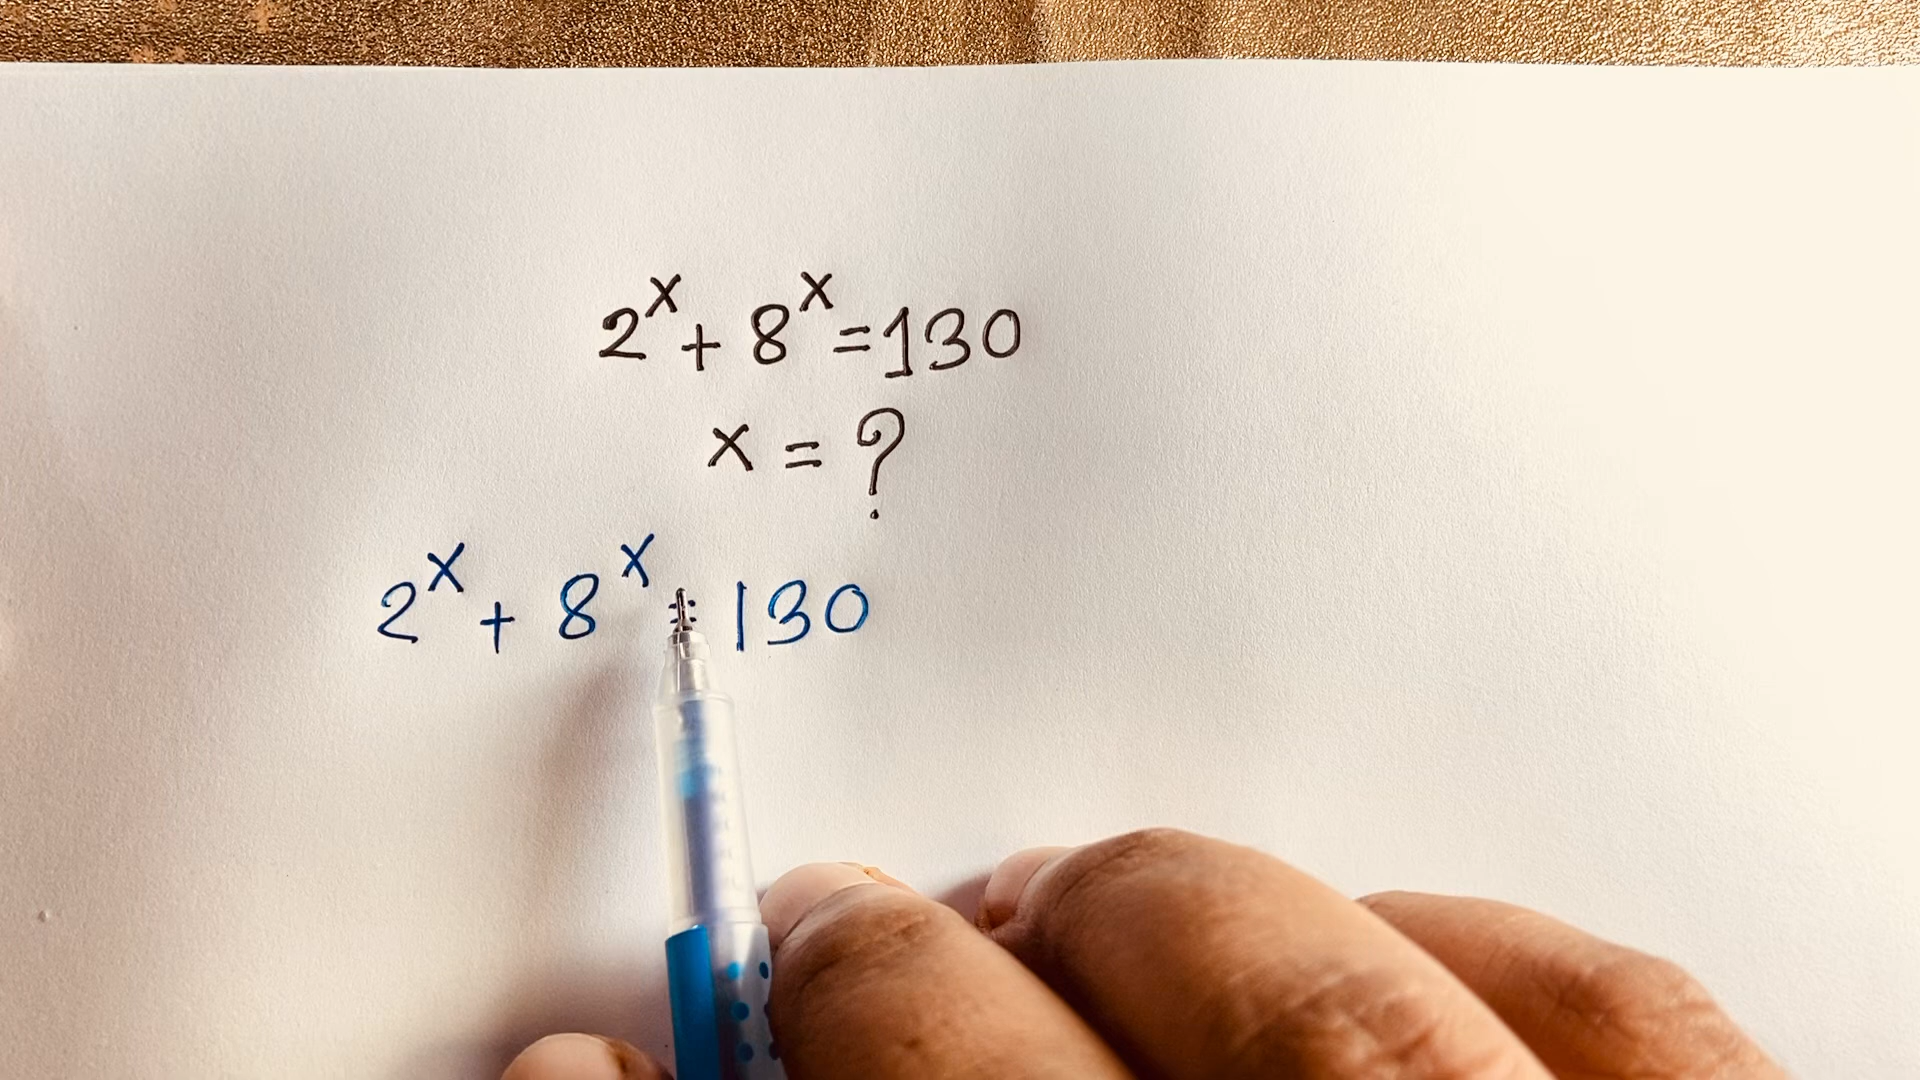 2^x + 8^x = 130
x = ?
2^x + 8^x = 130